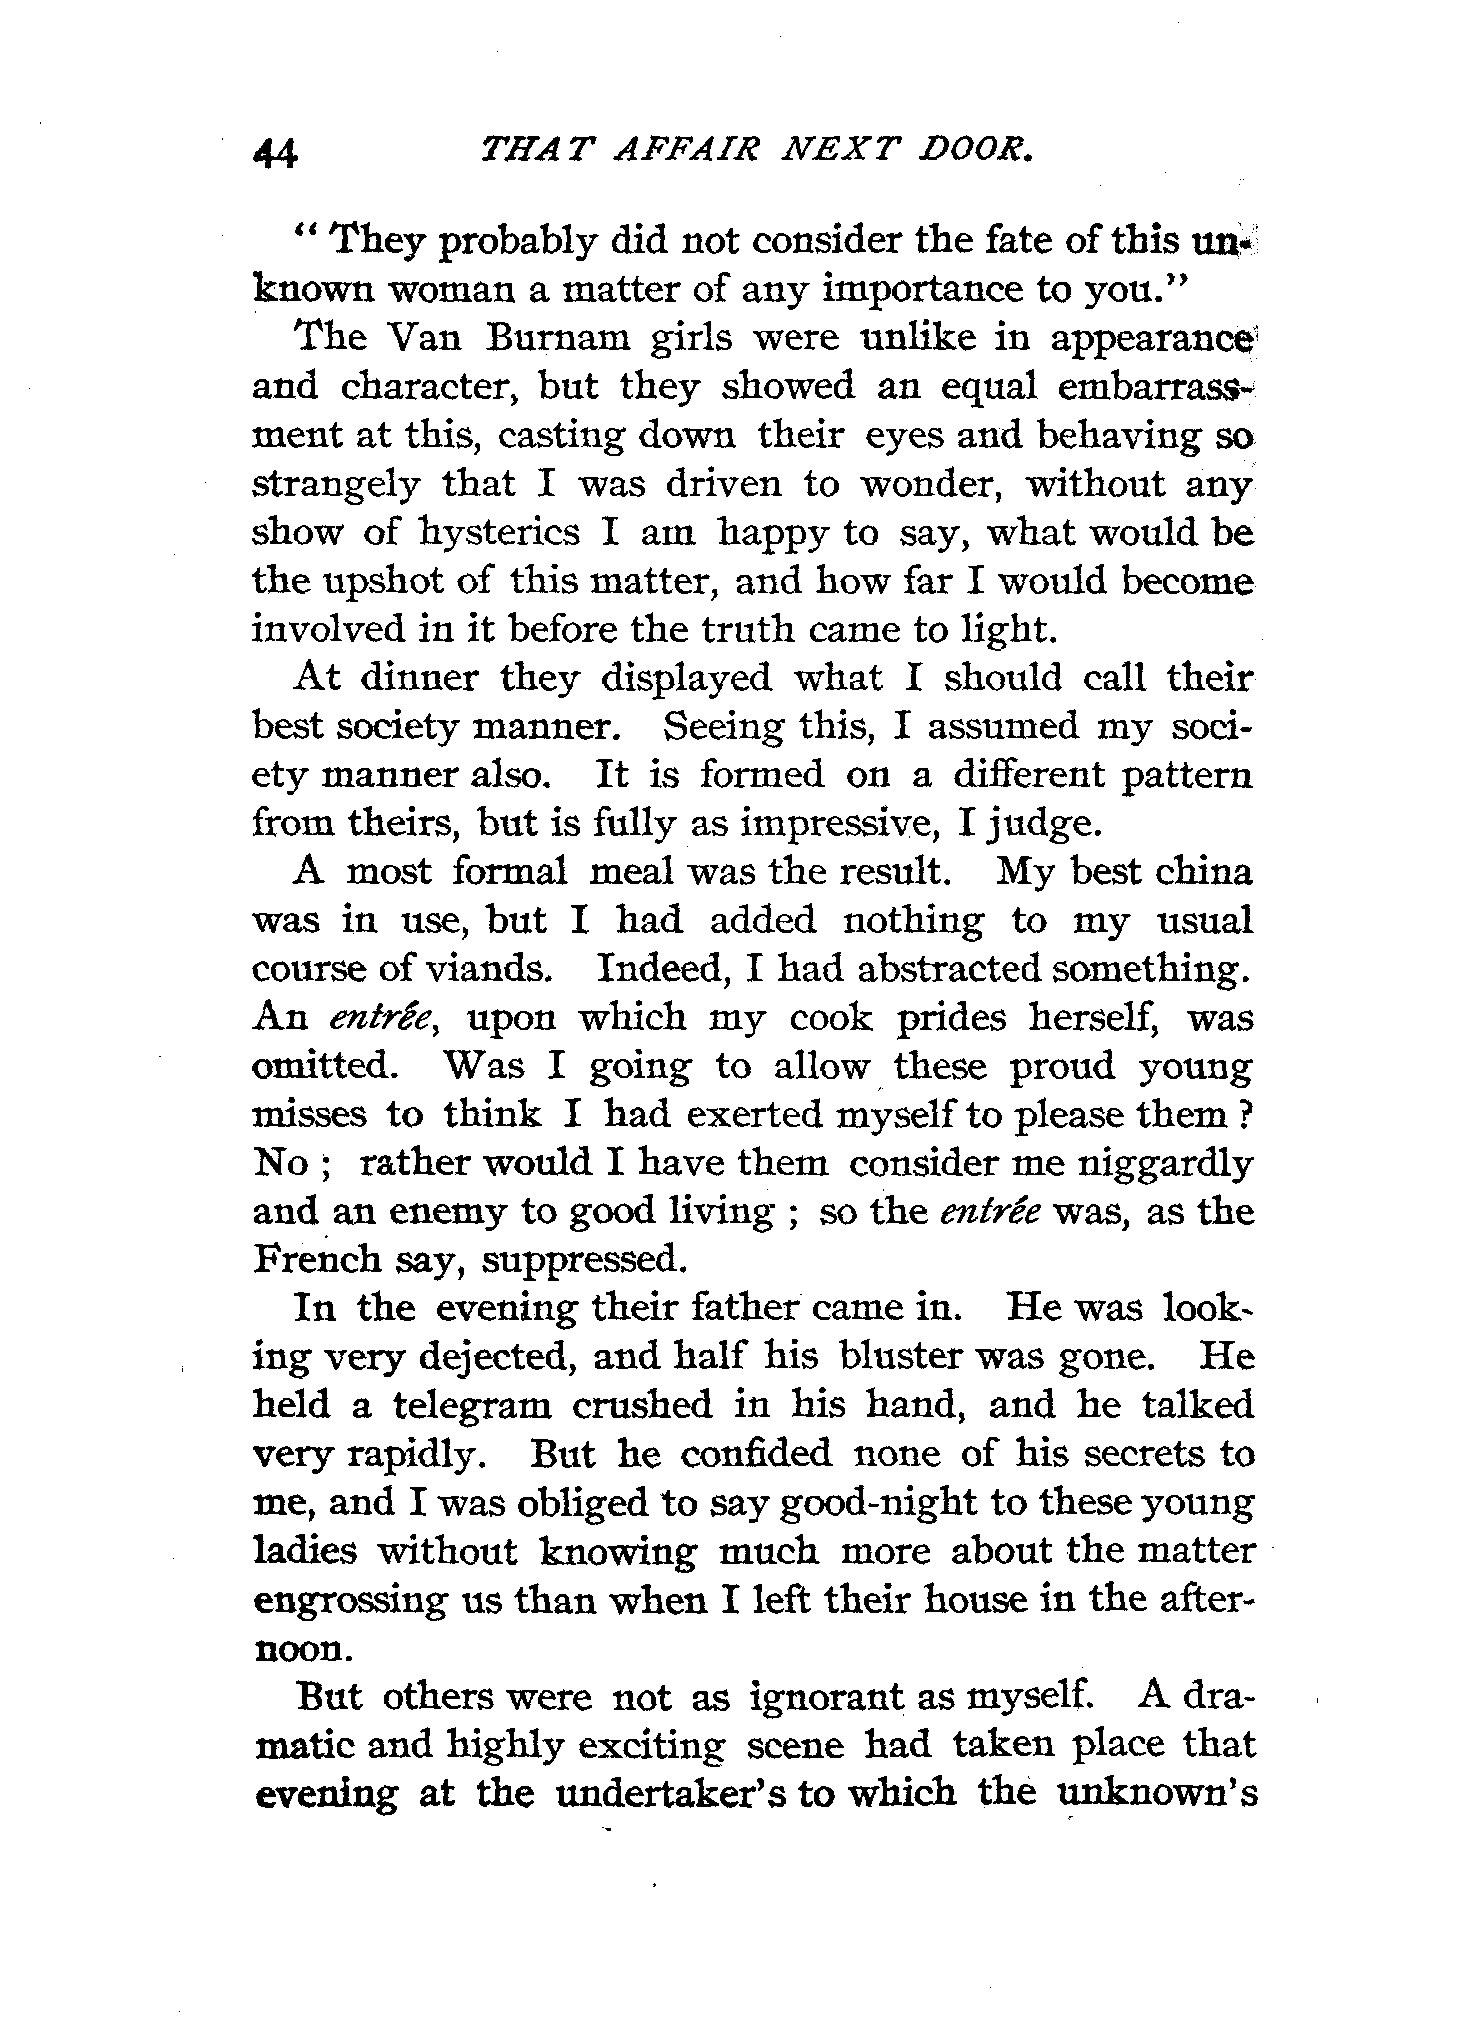 44 THAT AFFAIR NEXT DOOR.
“ They probably did not consider the fate of this un-
known woman a matter of any importance to you.”
The Van Burnam girls were unlike in appearance
and character, but they showed an equal embarrass-
ment at this, casting down their eyes and behaving so
strangely that I was driven to wonder, without any
show of hysterics I am happy to say, what would be
the upshot of this matter, and how far I would become
involved in it before the truth came to light.
At dinner they displayed what I should call their
best society manner. Seeing this, I assumed my soci-
ety manner also. It is formed on a different pattern
from theirs, but is fully as impressive, I judge.
A most formal meal was the result. My best china
was in use, but I had added nothing to my usual
course of viands. Indeed, I had abstracted something.
An entrée, upon which my cook prides herself, was
omitted. Was I going to allow these proud young
misses to think I had exerted myself to please them ?
No ; rather would I have them consider me niggardly
and an enemy to good living ; so the entrée was, as the
French say, suppressed.
In the evening their father came in. He was look-
ing very dejected, and half his bluster was gone. He
held a telegram crushed in his hand, and he talked
very rapidly. But he confided none of his secrets to
me, and I was obliged to say good-night to these young
ladies without knowing much more about the matter
engrossing us than when I left their house in the after-
noon.
But others were not as ignorant as myself. A dra-
matic and highly exciting scene had taken place that
evening at the undertaker’s to which the unknown’s